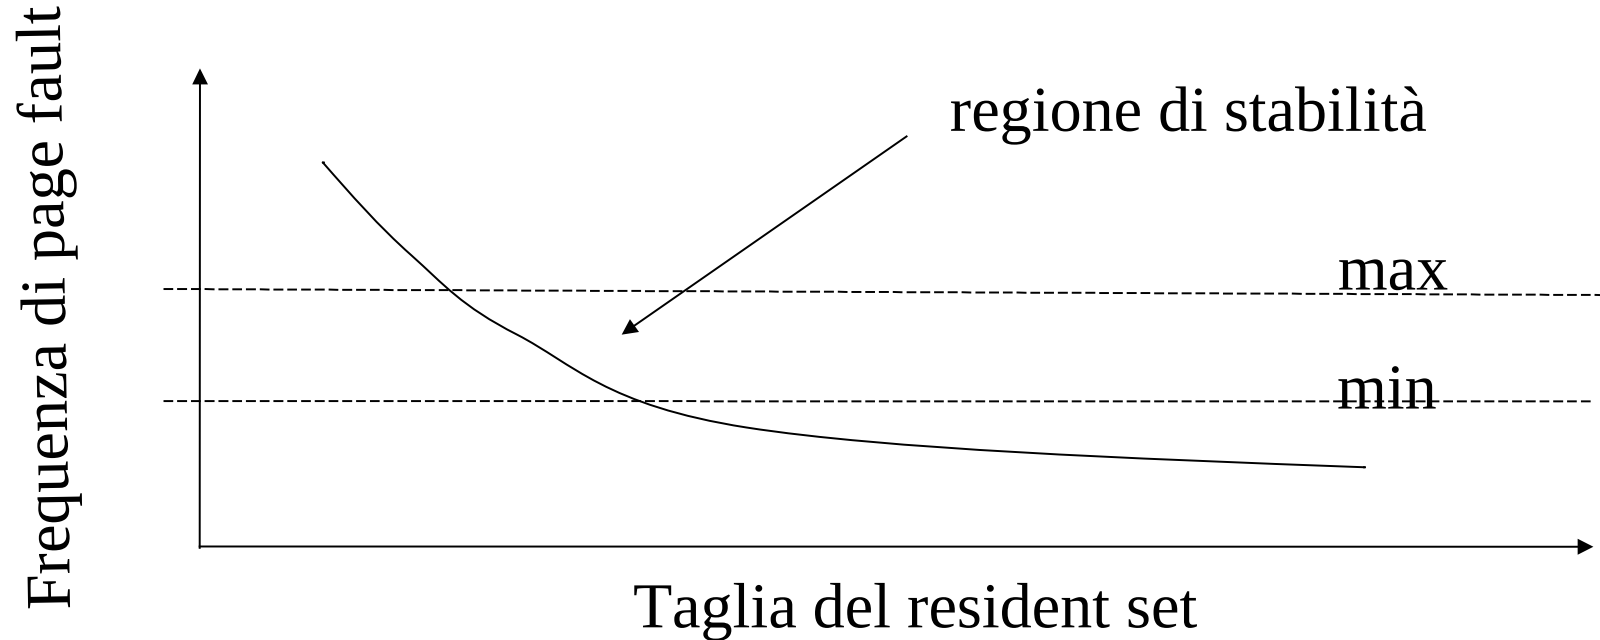 Frequenza di page fault
regione di stabilità
max
min
Taglia del resident set